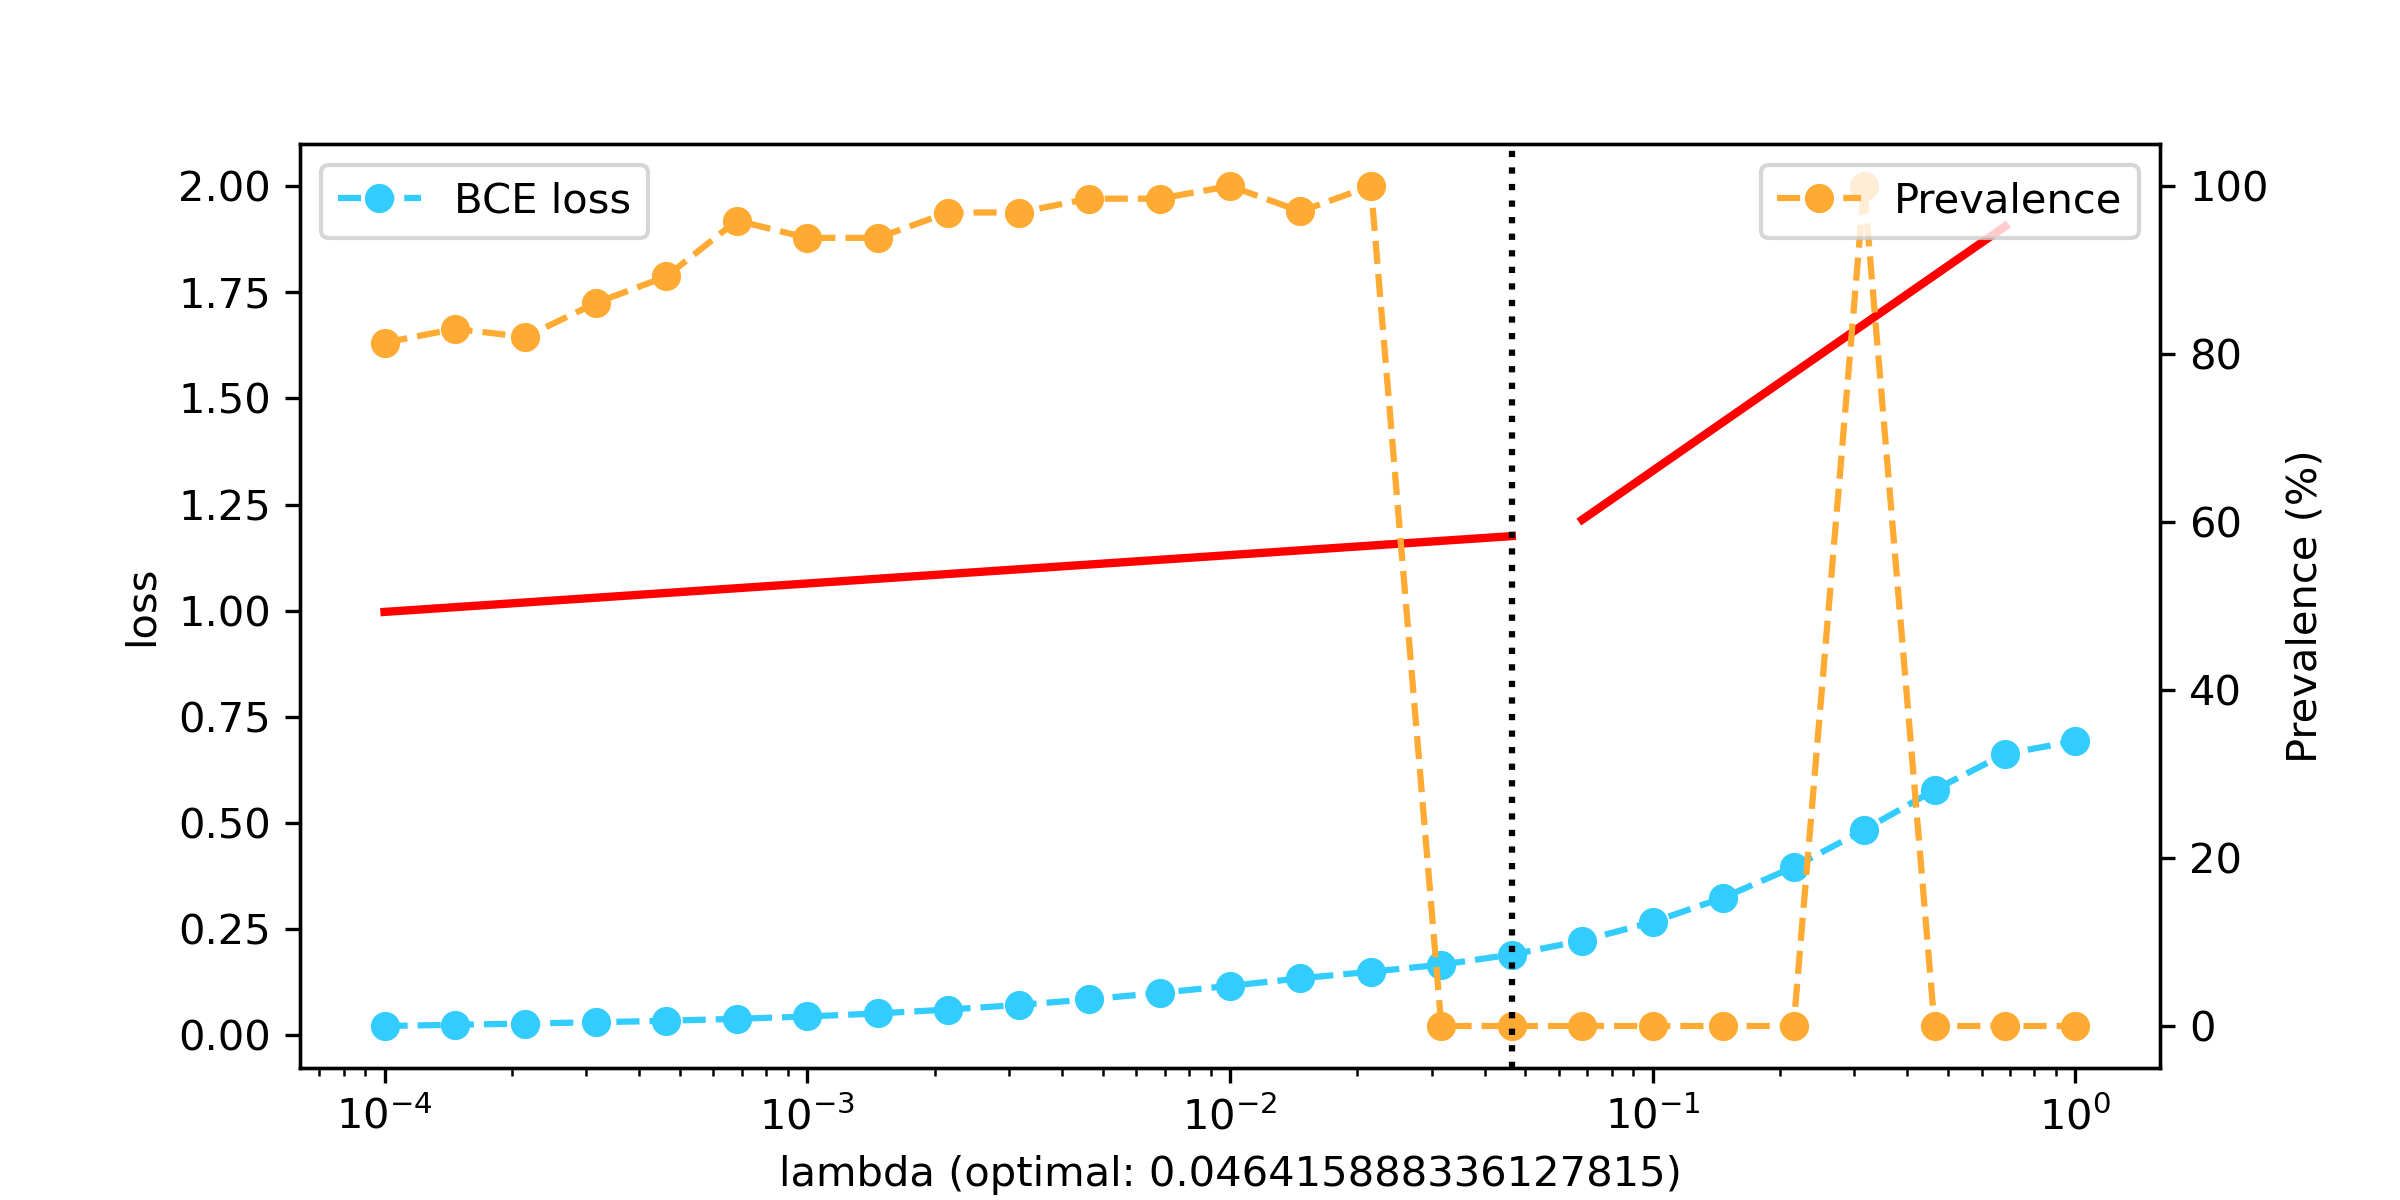 BCE loss
Prevalence
2.00
1.75
1.50
1.25
1.00
0.75
0.50
0.25
0.00
loss
100
80
60
40
20
0
Prevalence (%)
10⁻⁴ 10⁻³ 10⁻² 10⁻¹ 10⁰
lambda (optimal: 0.046415888336127815)